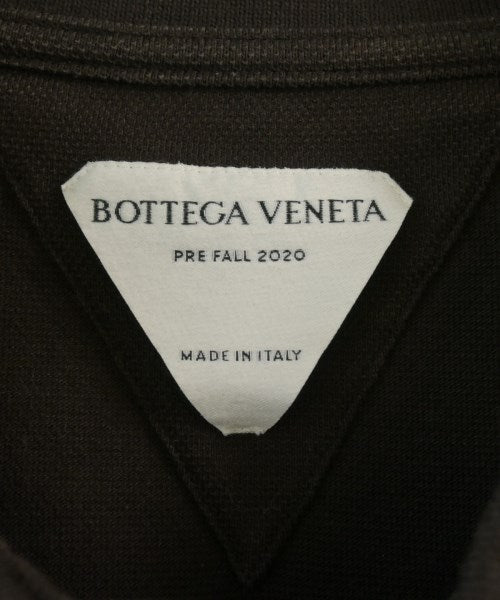 BOTTEGA VENETA
PRE FALL 2020
MADE IN ITALY